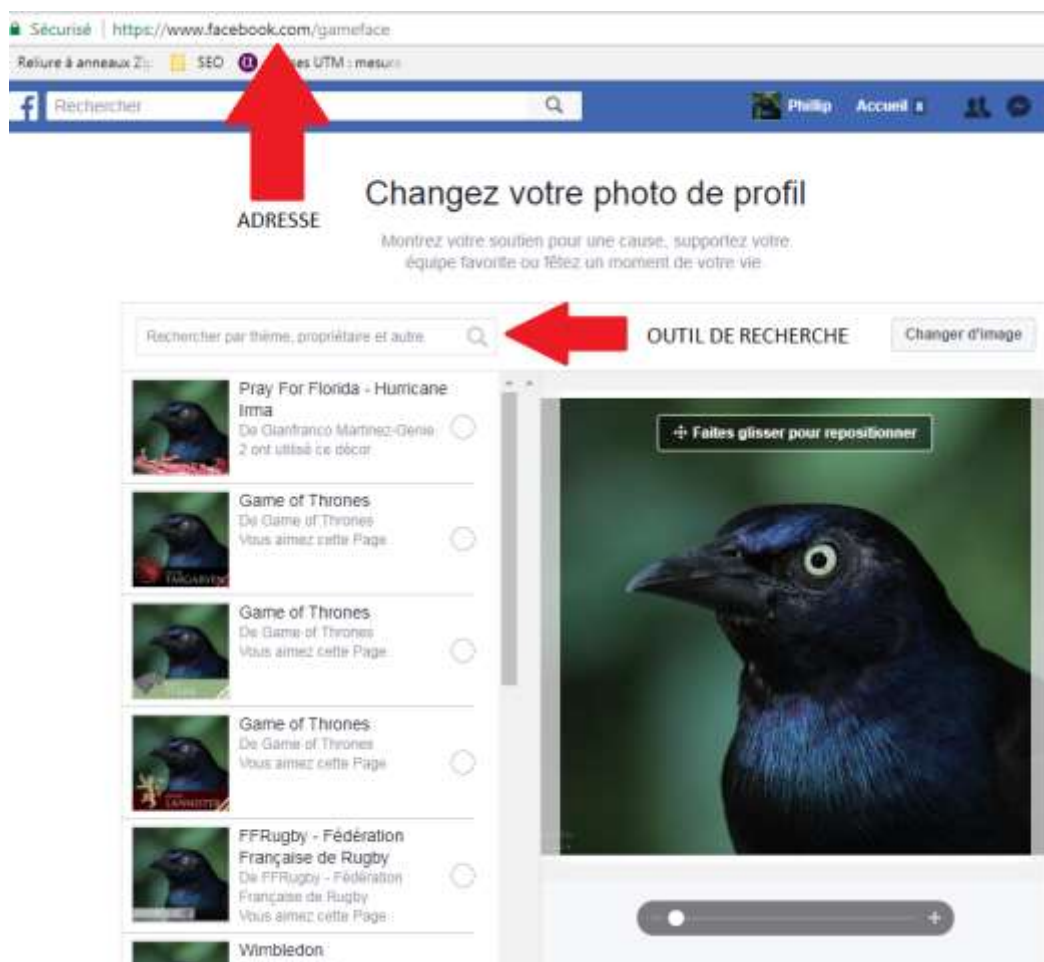 Sécurisé | https://www.facebook.com/gameface
Reliure à anneaux SEO UTM : mesure
f Rechercher Phillip Accueil 8
Changez votre photo de profil
ADRESSE
Montrez votre soutien pour une cause, supportez votre
équipe favorite ou fêtez un moment de votre vie
Rechercher par thème, propriétaire et autre
OUTIL DE RECHERCHE
Changer d'image
Pray For Florida - Hurricane
Irma
De Gianfranco Martinez-Genie
2 ont utilisé ce décor
Game of Thrones
De Game of Thrones
Vous aimez cette Page
TARGARYEN
Game of Thrones
De Game of Thrones
Vous aimez cette Page
Game of Thrones
De Game of Thrones
Vous aimez cette Page
LANNISTER
FFRugby - Fédération
Française de Rugby
De FFRugby - Fédération
Française de Rugby
Vous aimez cette Page
Wimbledon
Faites glisser pour repositionner